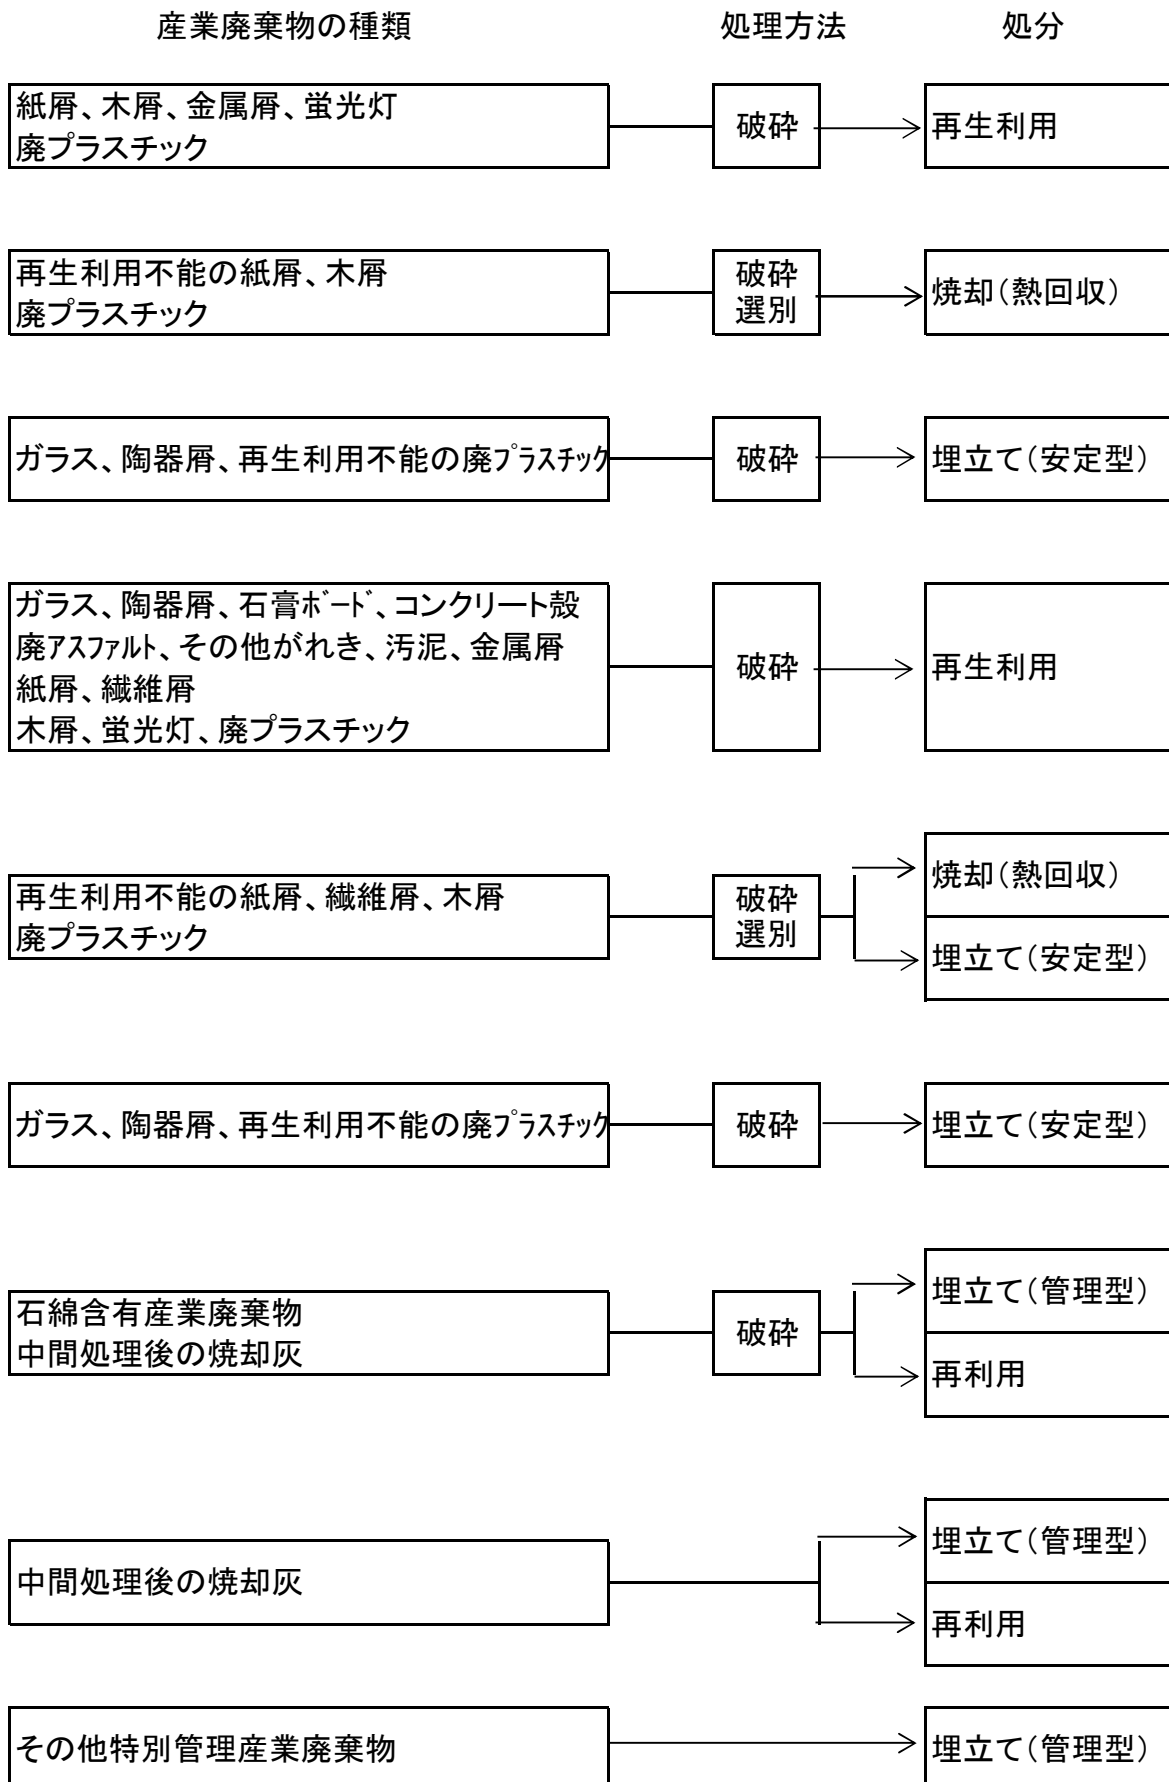 産業廃棄物の種類 処理方法 処分
紙屑、木屑、金属屑、蛍光灯
廃プラスチック
破砕
再生利用
再生利用不能の紙屑、木屑
廃プラスチック
破砕
選別
焼却(熱回収)
ガラス、陶器屑、再生利用不能の廃プラスチック
破砕
埋立て(安定型)
ガラス、陶器屑、石膏ボード、コンクリート殻
廃アスファルト、その他がれき、汚泥、金属屑
紙屑、繊維屑
木屑、蛍光灯、廃プラスチック
破砕
再生利用
再生利用不能の紙屑、繊維屑、木屑
廃プラスチック
破砕
選別
焼却(熱回収)
埋立て(安定型)
ガラス、陶器屑、再生利用不能の廃プラスチック
破砕
埋立て(安定型)
石綿含有産業廃棄物
中間処理後の焼却灰
破砕
埋立て(管理型)
再利用
中間処理後の焼却灰
埋立て(管理型)
再利用
その他特別管理産業廃棄物
埋立て(管理型)